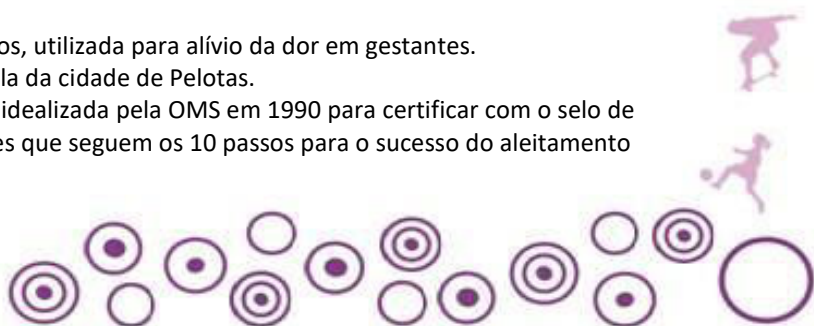 os, utilizada para alívio da dor em gestantes.
la da cidade de Pelotas.
idealizada pela OMS em 1990 para certificar com o selo de
es que seguem os 10 passos para o sucesso do aleitamento